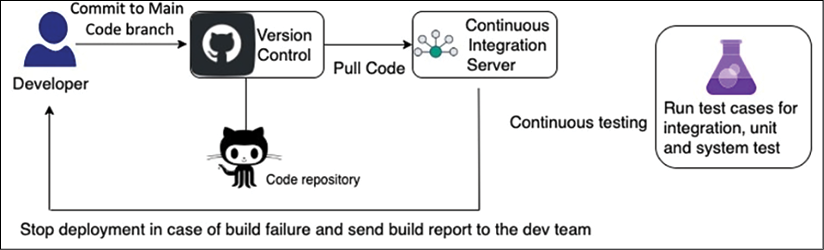 Commit to Main
Code branch
Developer
Version
Control
Pull Code
Continuous
Integration
Server
Code repository
Continuous testing
Run test cases for
integration, unit
and system test
Stop deployment in case of build failure and send build report to the dev team